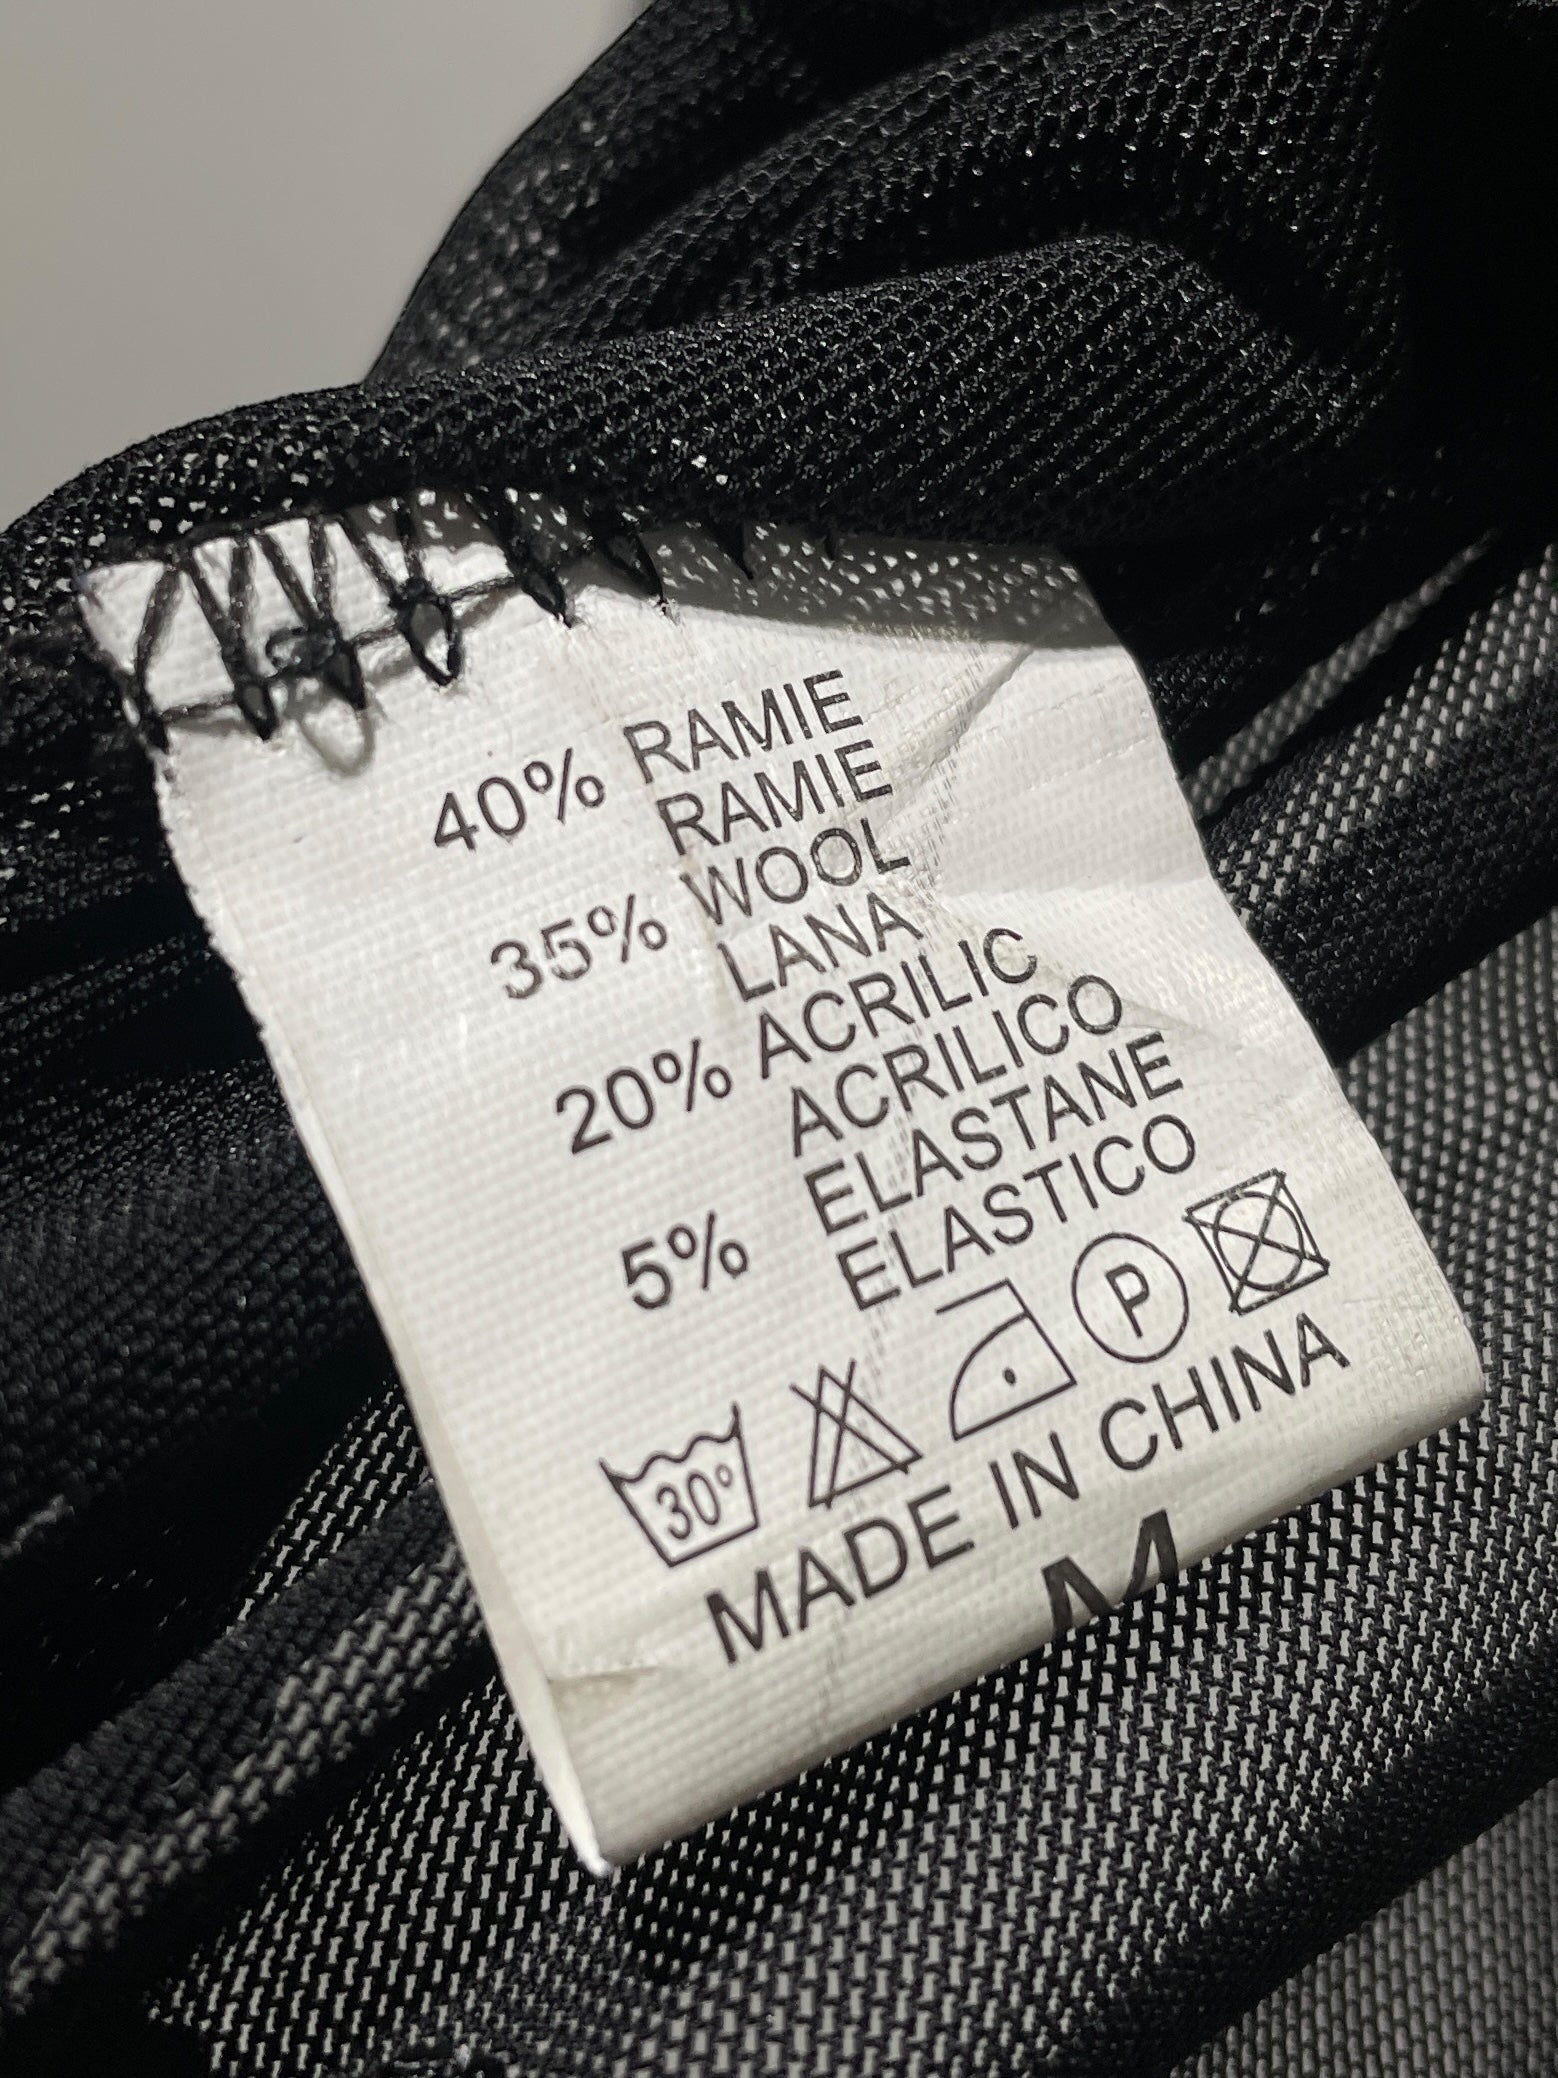 40% RAMIE
RAMIE
35% WOOL
LANA
20% ACRILIC
ACRILICO
5% ELASTANE
ELASTICO
30° P
MADE IN CHINA
M